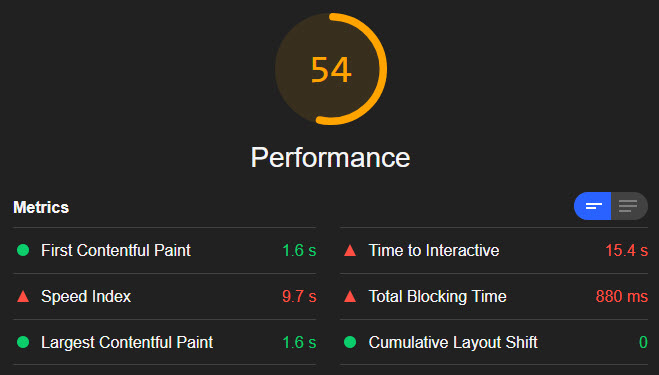 54
Performance
Metrics
First Contentful Paint 1.6 s
Time to Interactive 15.4 s
Speed Index 9.7 s
Total Blocking Time 880 ms
Largest Contentful Paint 1.6 s
Cumulative Layout Shift 0